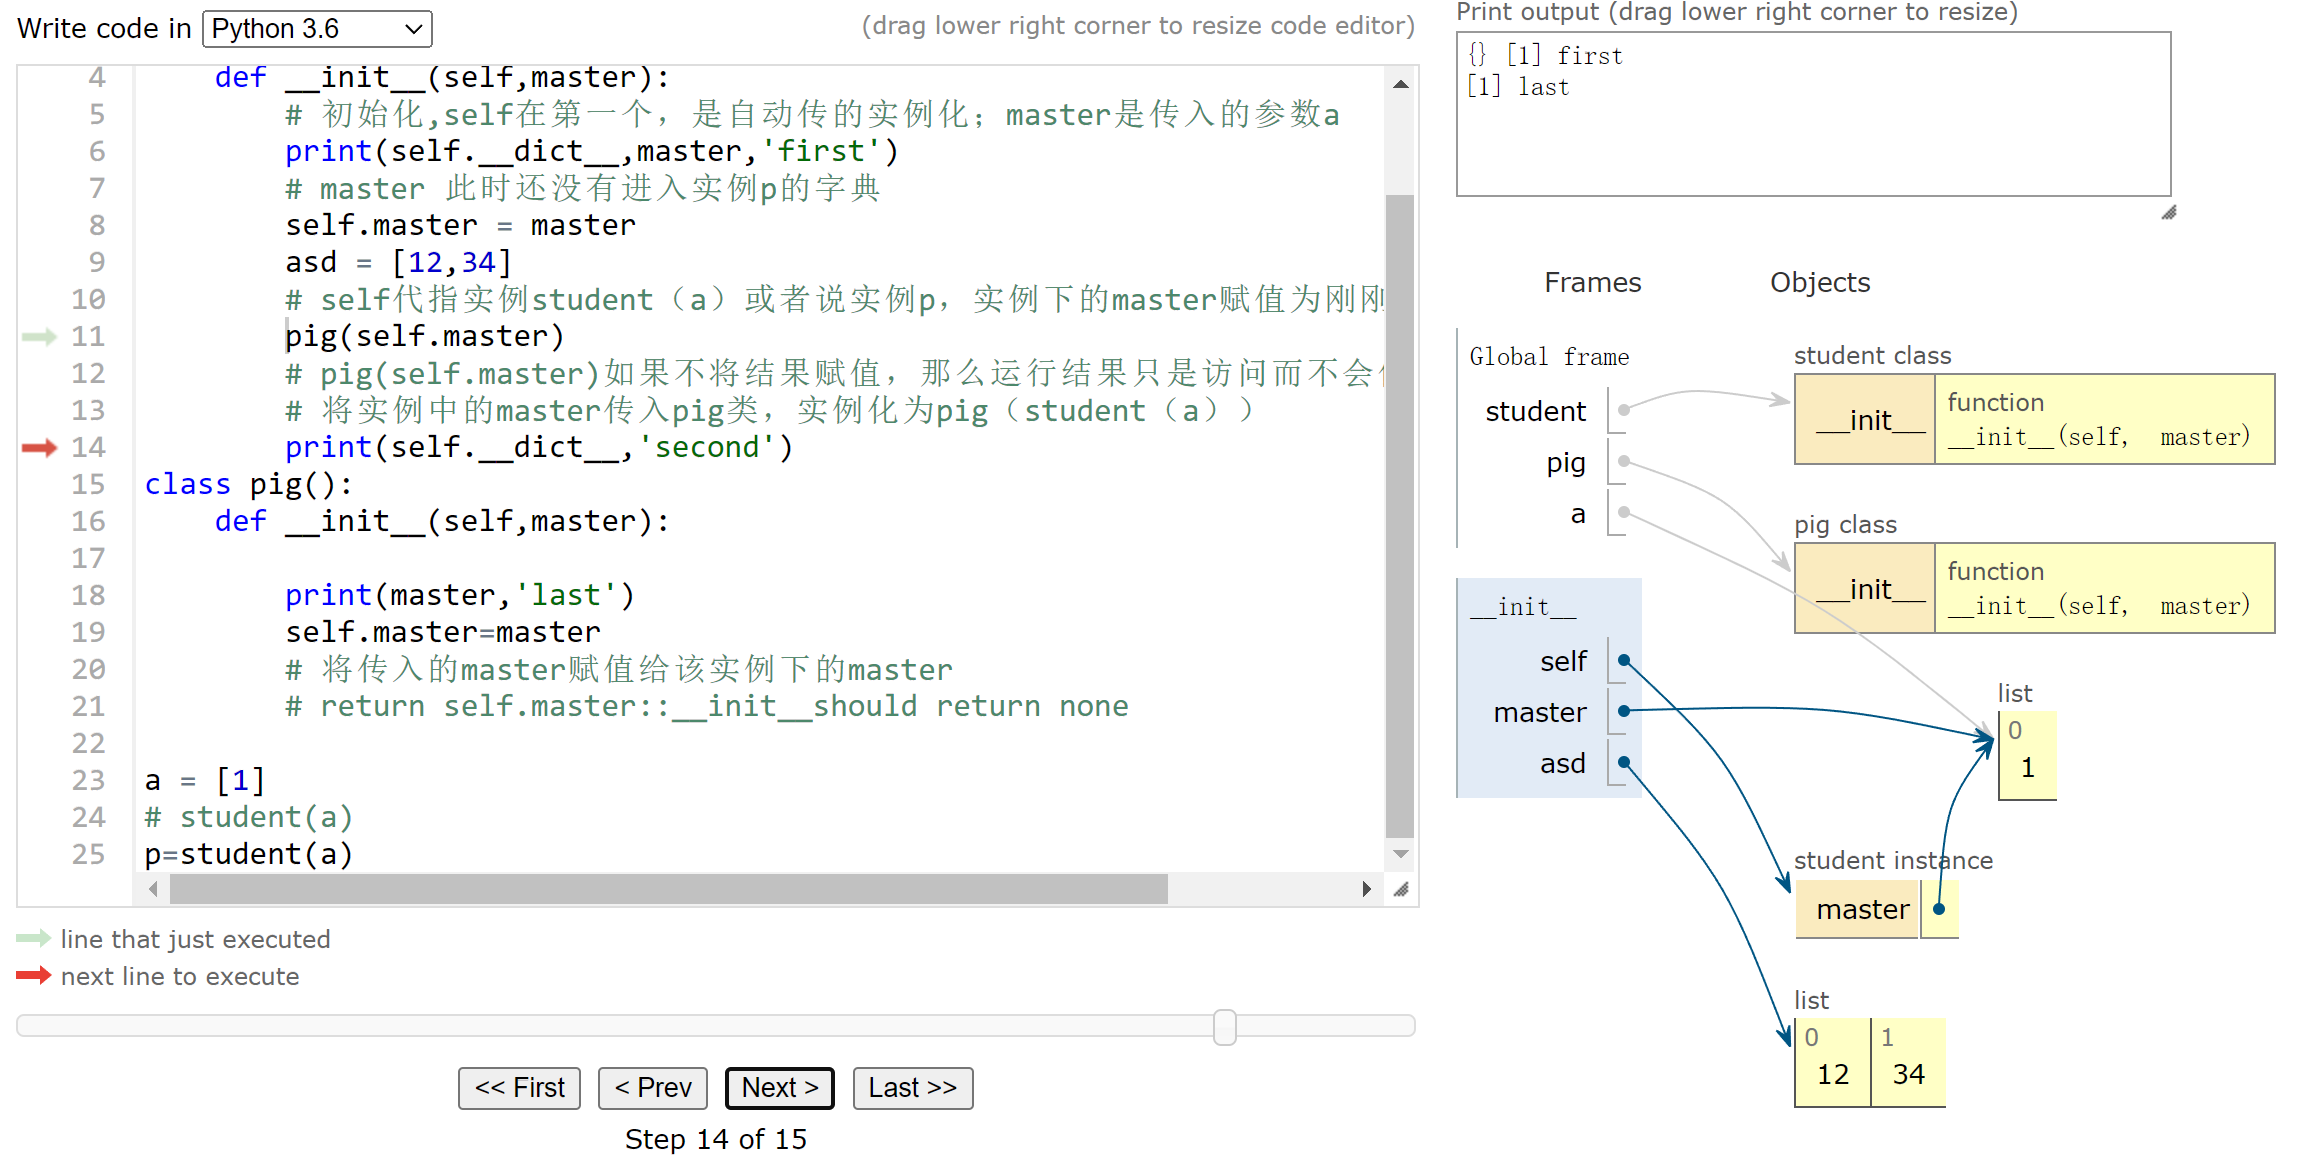 Write code in Python 3.6
(drag lower right corner to resize code editor)
4 def __init__(self,master):
5 # 初始化,self在第一个，是自动传的实例化；master是传入的参数a
6 print(self.__dict__,master,'first')
7 # master 此时还没有进入实例p的字典
8 self.master = master
9 asd = [12,34]
10 # self代指实例student（a）或者说实例p，实例下的master赋值为刚
11 pig(self.master)
12 # pig(self.master)如果不将结果赋值，那么运行结果只是访问而不会
13 # 将实例中的master传入pig类，实例化为pig（student（a））
14 print(self.__dict__,'second')
15 class pig():
16 def __init__(self,master):
17
18 print(master,'last')
19 self.master=master
20 # 将传入的master赋值给该实例下的master
21 # return self.master::__init__should return none
22
23 a = [1]
24 # student(a)
25 p=student(a)
line that just executed
next line to execute
<< First < Prev Next > Last >>
Step 14 of 15
Print output (drag lower right corner to resize)
{} [1] first
[1] last
Frames Objects
Global frame
student
pig
a
__init__
self
master
asd
student class
__init__ function
__init__(self, master)
pig class
__init__ function
__init__(self, master)
list
0
1
student instance
master
list
0 1
12 34